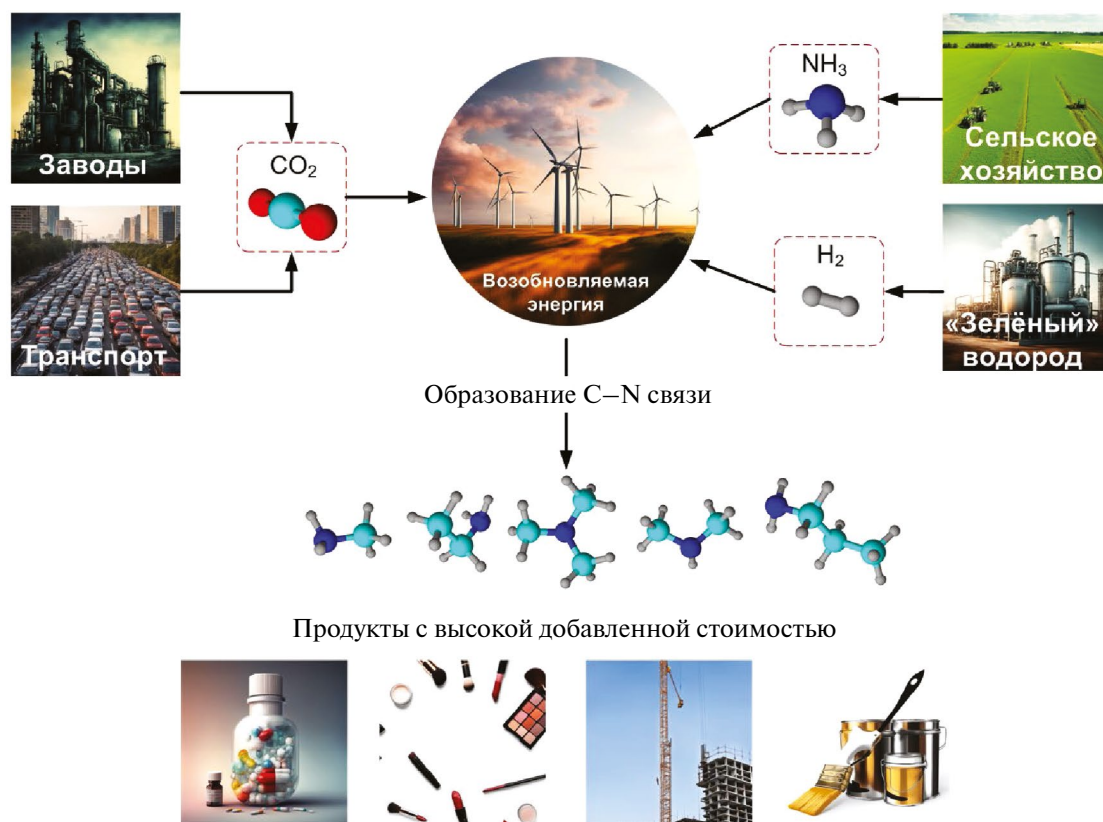 Заводы
CO₂
NH₃
Сельское
хозяйство
Возобновляемая
энергия
H₂
Транспорт
«Зелёный»
водород
Образование C–N связи
Продукты с высокой добавленной стоимостью